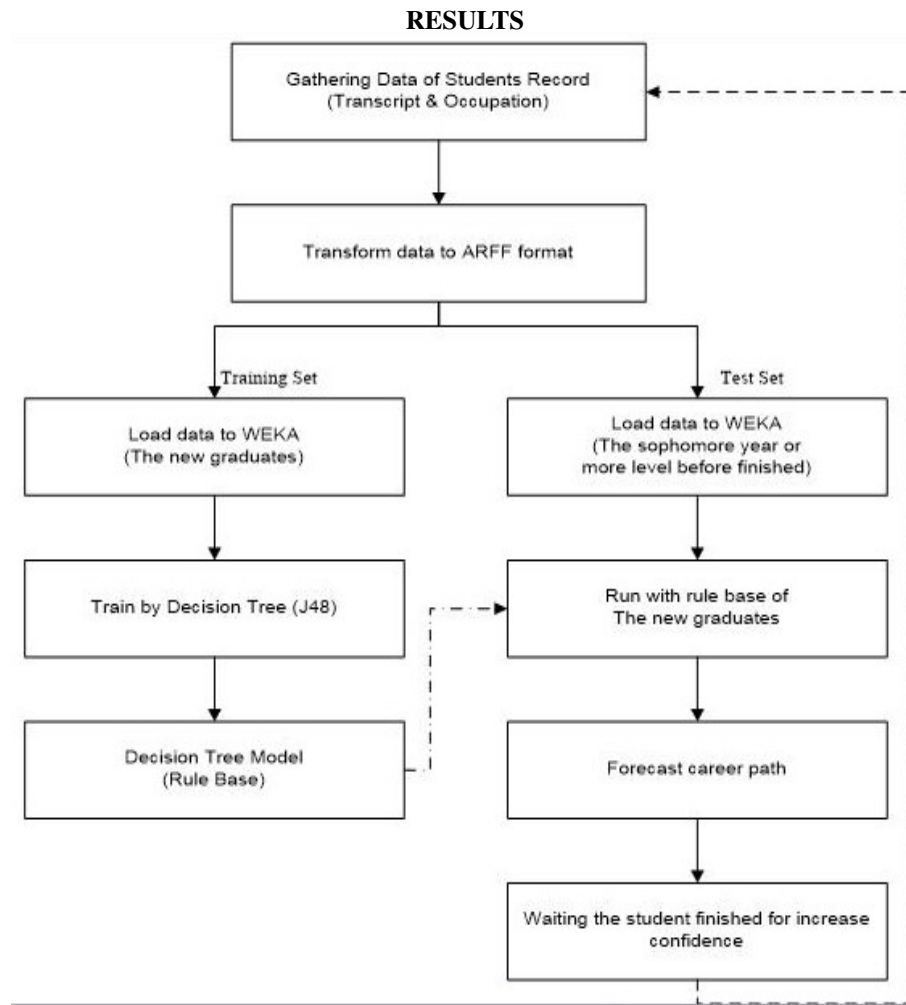 RESULTS
Gathering Data of Students Record
(Transcript & Occupation)
Transform data to ARFF format
Training Set
Test Set
Load data to WEKA
(The new graduates)
Load data to WEKA
(The sophomore year or
more level before finished)
Train by Decision Tree (J48)
Run with rule base of
The new graduates
Decision Tree Model
(Rule Base)
Forecast career path
Waiting the student finished for increase
confidence